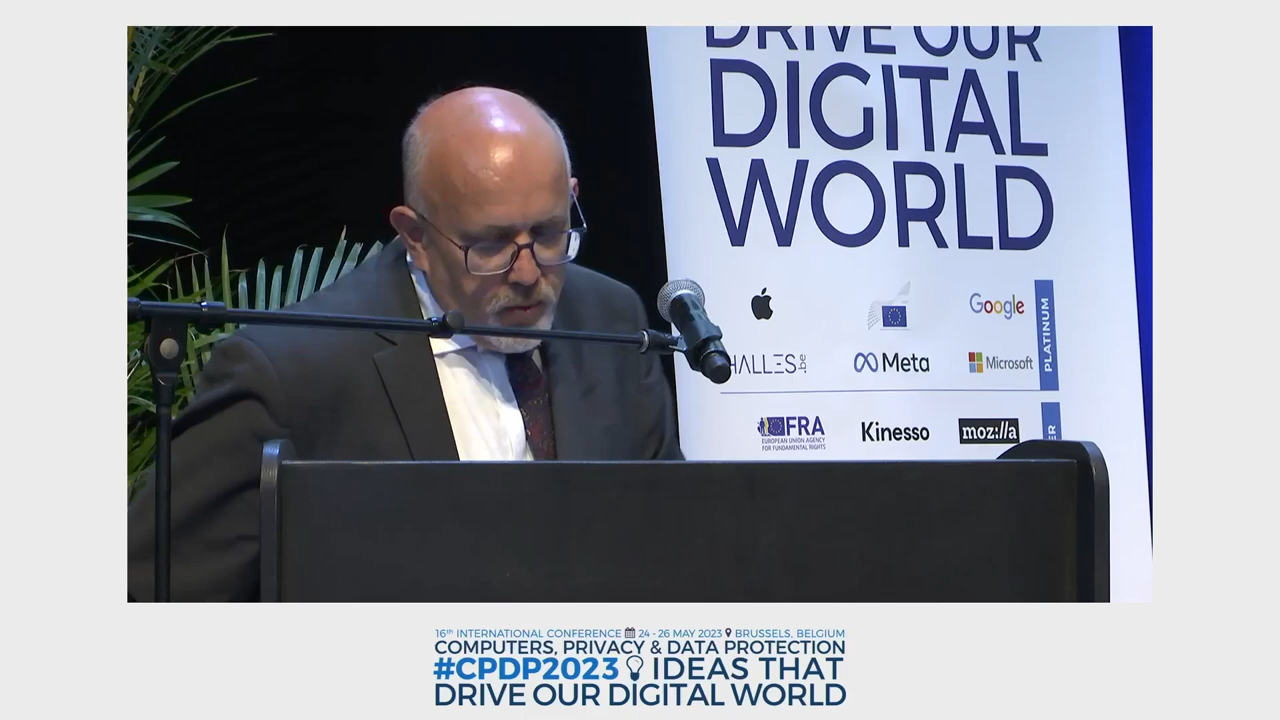 DRIVE OUR
DIGITAL
WORLD
Google
HALLES.be
Meta
Microsoft
PLATINUM
FRA
EUROPEAN UNION AGENCY
FOR FUNDAMENTAL RIGHTS
Kinesso
moz://a
ER
16th INTERNATIONAL CONFERENCE 24 - 26 MAY 2023 BRUSSELS, BELGIUM
COMPUTERS, PRIVACY & DATA PROTECTION
#CPDP2023 IDEAS THAT
DRIVE OUR DIGITAL WORLD